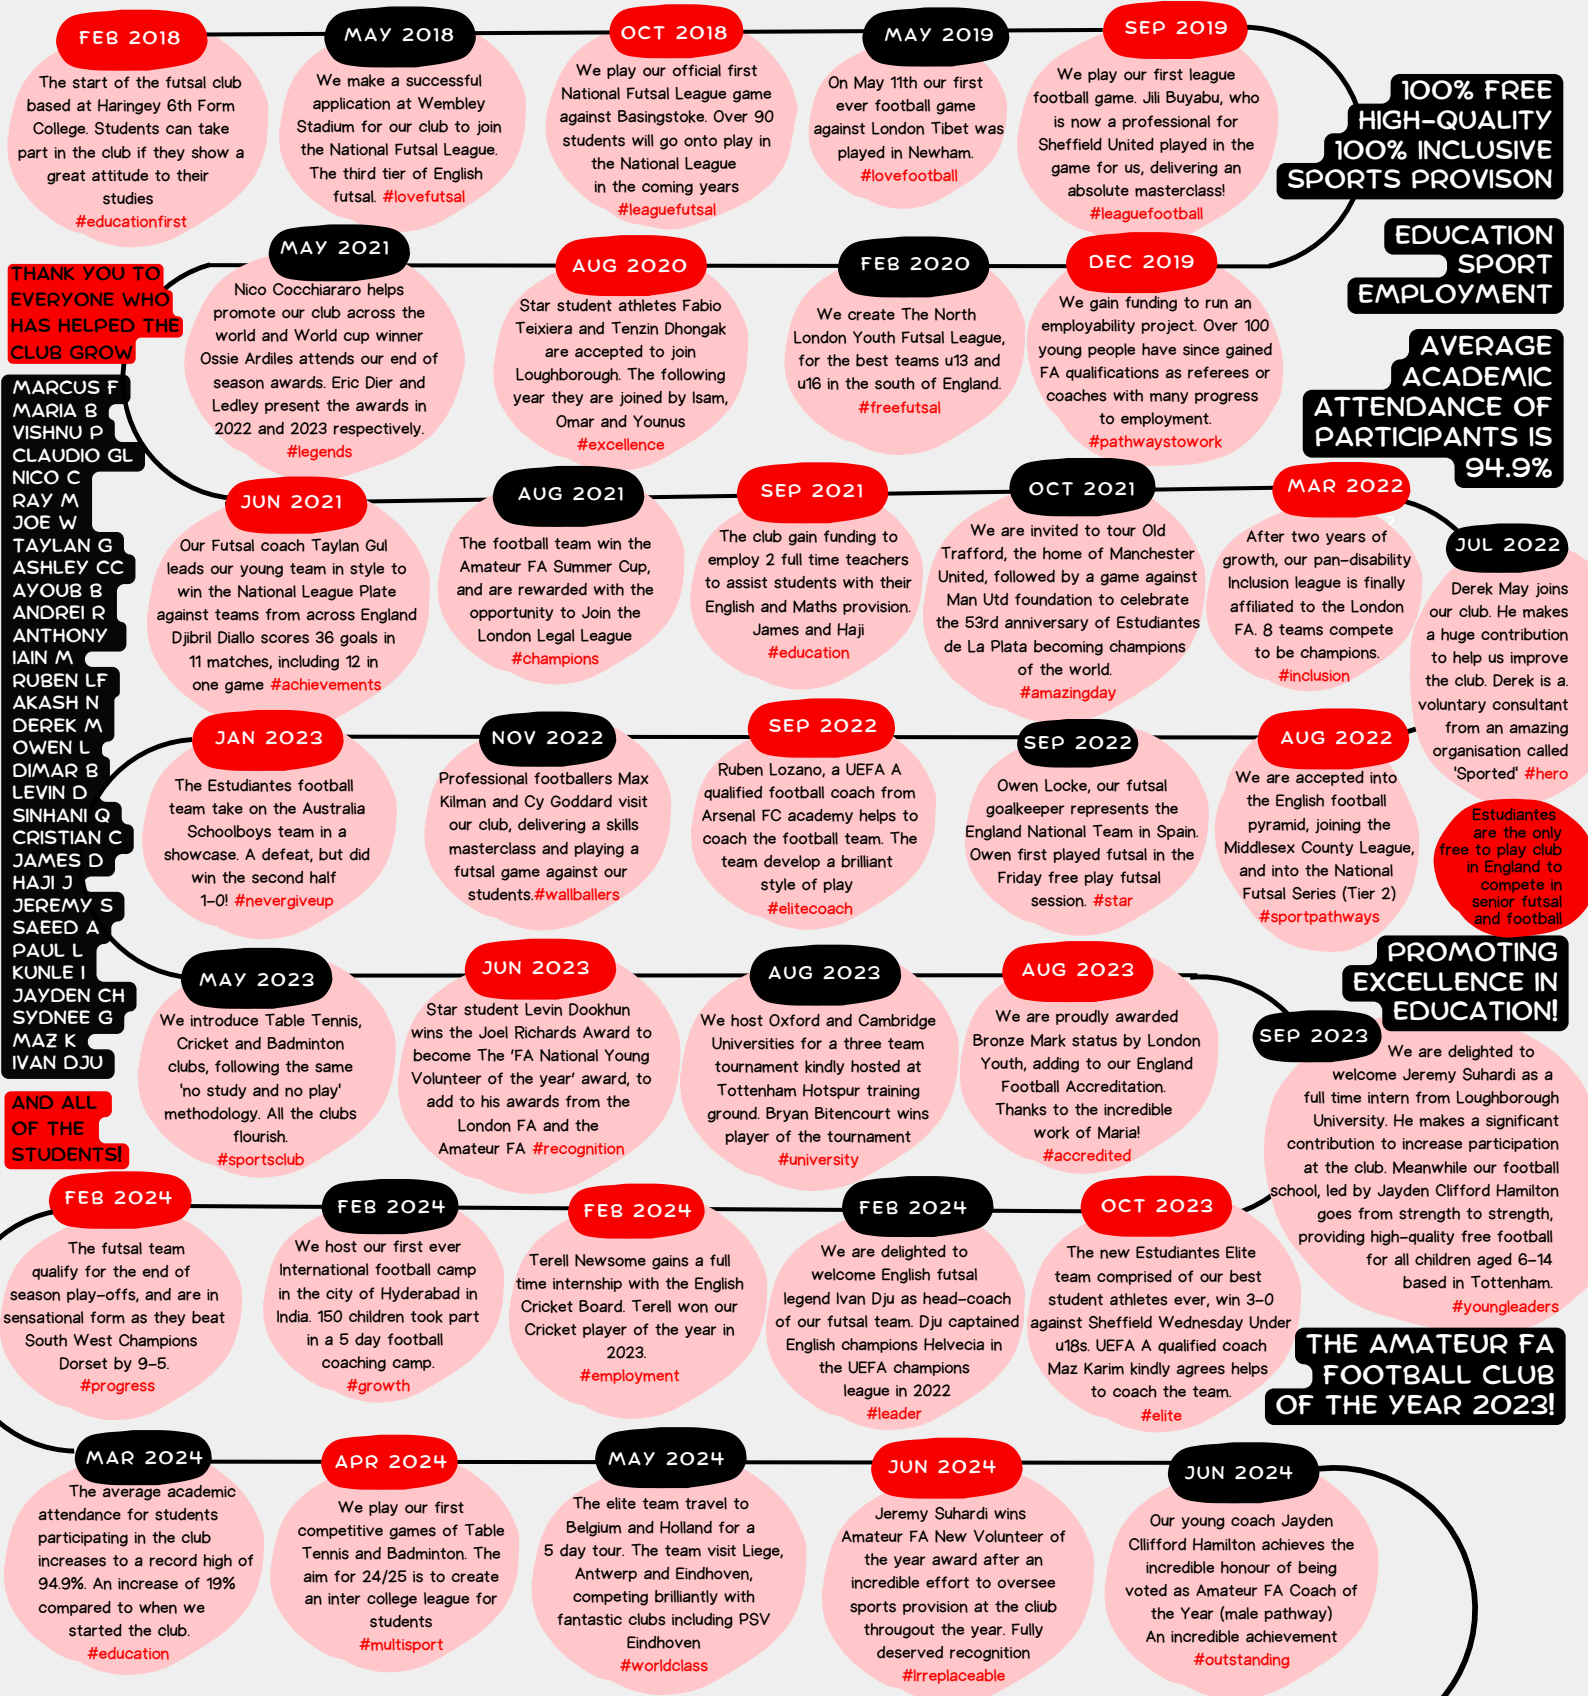 FEB 2018
The start of the futsal club
based at Haringey 6th Form
College. Students can take
part in the club if they show a
great attitude to their
studies
#educationfirst
MAY 2018
We make a successful
application at Wembley
Stadium for our club to join
the National Futsal League.
The third tier of English
futsal. #lovefutsal
OCT 2018
We play our official first
National Futsal League game
against Basingstoke. Over 90
students will go onto play in
the National League
in the coming years
#leaguefutsal
MAY 2019
On May 11th our first
ever football game
against London Tibet was
played in Newham.
#lovefootball
SEP 2019
We play our first league
football game. Jili Buyabu, who
is now a professional for
Sheffield United played in the
game for us, delivering an
absolute masterclass!
#leaguefootball
100% FREE
HIGH-QUALITY
100% INCLUSIVE
SPORTS PROVISON
EDUCATION
SPORT
EMPLOYMENT
AVERAGE
ACADEMIC
ATTENDANCE OF
PARTICIPANTS IS
94.9%
DEC 2019
We gain funding to run an
employability project. Over 100
young people have since gained
FA qualifications as referees or
coaches with many progress
to employment.
#pathwaystowork
FEB 2020
We create The North
London Youth Futsal League,
for the best teams u13 and
u16 in the south of England.
#freefutsal
AUG 2020
Star student athletes Fabio
Teixiera and Tenzin Dhongak
are accepted to join
Loughborough. The following
year they are joined by Isam,
Omar and Younus
#excellence
MAY 2021
Nico Cocchiararo helps
promote our club across the
world and World cup winner
Ossie Ardiles attends our end of
season awards. Eric Dier and
Ledley present the awards in
2022 and 2023 respectively.
#legends
THANK YOU TO
EVERYONE WHO
HAS HELPED THE
CLUB GROW
MARCUS F
MARIA B
VISHNU P
CLAUDIO GL
NICO C
RAY M
JOE W
TAYLAN G
ASHLEY CC
AYOUB B
ANDREI R
ANTHONY
IAIN M
RUBEN LF
AKASH N
DEREK M
OWEN L
DIMAR B
LEVIN D
SINHANI Q
CRISTIAN C
JAMES D
HAJI J
JEREMY S
SAEED A
PAUL L
KUNLE I
JAYDEN CH
SYDNEE G
MAZ K
IVAN DJU
AND ALL
OF THE
STUDENTS!
JUN 2021
Our Futsal coach Taylan Gul
leads our young team in style to
win the National League Plate
against teams from across England
Djibril Diallo scores 36 goals in
11 matches, including 12 in
one game #achievements
AUG 2021
The football team win the
Amateur FA Summer Cup,
and are rewarded with the
opportunity to Join the
London Legal League
#champions
SEP 2021
The club gain funding to
employ 2 full time teachers
to assist students with their
English and Maths provision.
James and Haji
#education
OCT 2021
We are invited to tour Old
Trafford, the home of Manchester
United, followed by a game against
Man Utd foundation to celebrate
the 53rd anniversary of Estudiantes
de La Plata becoming champions
of the world.
#amazingday
MAR 2022
After two years of
growth, our pan-disability
Inclusion league is finally
affiliated to the London
FA. 8 teams compete
to be champions.
#inclusion
JUL 2022
Derek May joins
our club. He makes
a huge contribution
to help us improve
the club. Derek is a
voluntary consultant
from an amazing
organisation called
'Sported' #hero
AUG 2022
We are accepted into
the English football
pyramid, joining the
Middlesex County League,
and into the National
Futsal Series (Tier 2)
#sportpathways
Estudiantes
are the only
free to play club
in England to
compete in
senior futsal
and football
SEP 2022
Owen Locke, our futsal
goalkeeper represents the
England National Team in Spain.
Owen first played futsal in the
Friday free play futsal
session. #star
SEP 2022
Ruben Lozano, a UEFA A
qualified football coach from
Arsenal FC academy helps to
coach the football team. The
team develop a brilliant
style of play
#elitecoach
NOV 2022
Professional footballers Max
Kilman and Cy Goddard visit
our club, delivering a skills
masterclass and playing a
futsal game against our
students.#wallballers
JAN 2023
The Estudiantes football
team take on the Australia
Schoolboys team in a
showcase. A defeat, but did
win the second half
1-0! #nevergiveup
MAY 2023
We introduce Table Tennis,
Cricket and Badminton
clubs, following the same
'no study and no play'
methodology. All the clubs
flourish.
#sportsclub
JUN 2023
Star student Levin Dookhun
wins the Joel Richards Award to
become The 'FA National Young
Volunteer of the year' award, to
add to his awards from the
London FA and the
Amateur FA #recognition
AUG 2023
We host Oxford and Cambridge
Universities for a three team
tournament kindly hosted at
Tottenham Hotspur training
ground. Bryan Bitencourt wins
player of the tournament
#university
AUG 2023
We are proudly awarded
Bronze Mark status by London
Youth, adding to our England
Football Accreditation.
Thanks to the incredible
work of Maria!
#accredited
PROMOTING
EXCELLENCE IN
EDUCATION!
SEP 2023
We are delighted to
welcome Jeremy Suhardi as a
full time intern from Loughborough
University. He makes a significant
contribution to increase participation
at the club. Meanwhile our football
school, led by Jayden Clifford Hamilton
goes from strength to strength,
providing high-quality free football
for all children aged 6-14
based in Tottenham.
#youngleaders
OCT 2023
The new Estudiantes Elite
team comprised of our best
student athletes ever, win 3-0
against Sheffield Wednesday Under
u18s. UEFA A qualified coach
Maz Karim kindly agrees helps
to coach the team.
#elite
THE AMATEUR FA
FOOTBALL CLUB
OF THE YEAR 2023!
FEB 2024
We are delighted to
welcome English futsal
legend Ivan Dju as head-coach
of our futsal team. Dju captained
English champions Helvecia in
the UEFA champions
league in 2022
#leader
FEB 2024
Terell Newsome gains a full
time internship with the English
Cricket Board. Terell won our
Cricket player of the year in
2023.
#employment
FEB 2024
We host our first ever
International football camp
in the city of Hyderabad in
India. 150 children took part
in a 5 day football
coaching camp.
#growth
FEB 2024
The futsal team
qualify for the end of
season play-offs, and are in
sensational form as they beat
South West Champions
Dorset by 9-5.
#progress
MAR 2024
The average academic
attendance for students
participating in the club
increases to a record high of
94.9%. An increase of 19%
compared to when we
started the club.
#education
APR 2024
We play our first
competitive games of Table
Tennis and Badminton. The
aim for 24/25 is to create
an inter college league for
students
#multisport
MAY 2024
The elite team travel to
Belgium and Holland for a
5 day tour. The team visit Liege,
Antwerp and Eindhoven,
competing brilliantly with
fantastic clubs including PSV
Eindhoven
#worldclass
JUN 2024
Jeremy Suhardi wins
Amateur FA New Volunteer of
the year award after an
incredible effort to oversee
sports provision at the club
througout the year. Fully
deserved recognition
#Irreplaceable
JUN 2024
Our young coach Jayden
Cllifford Hamilton achieves the
incredible honour of being
voted as Amateur FA Coach of
the Year (male pathway)
An incredible achievement
#outstanding